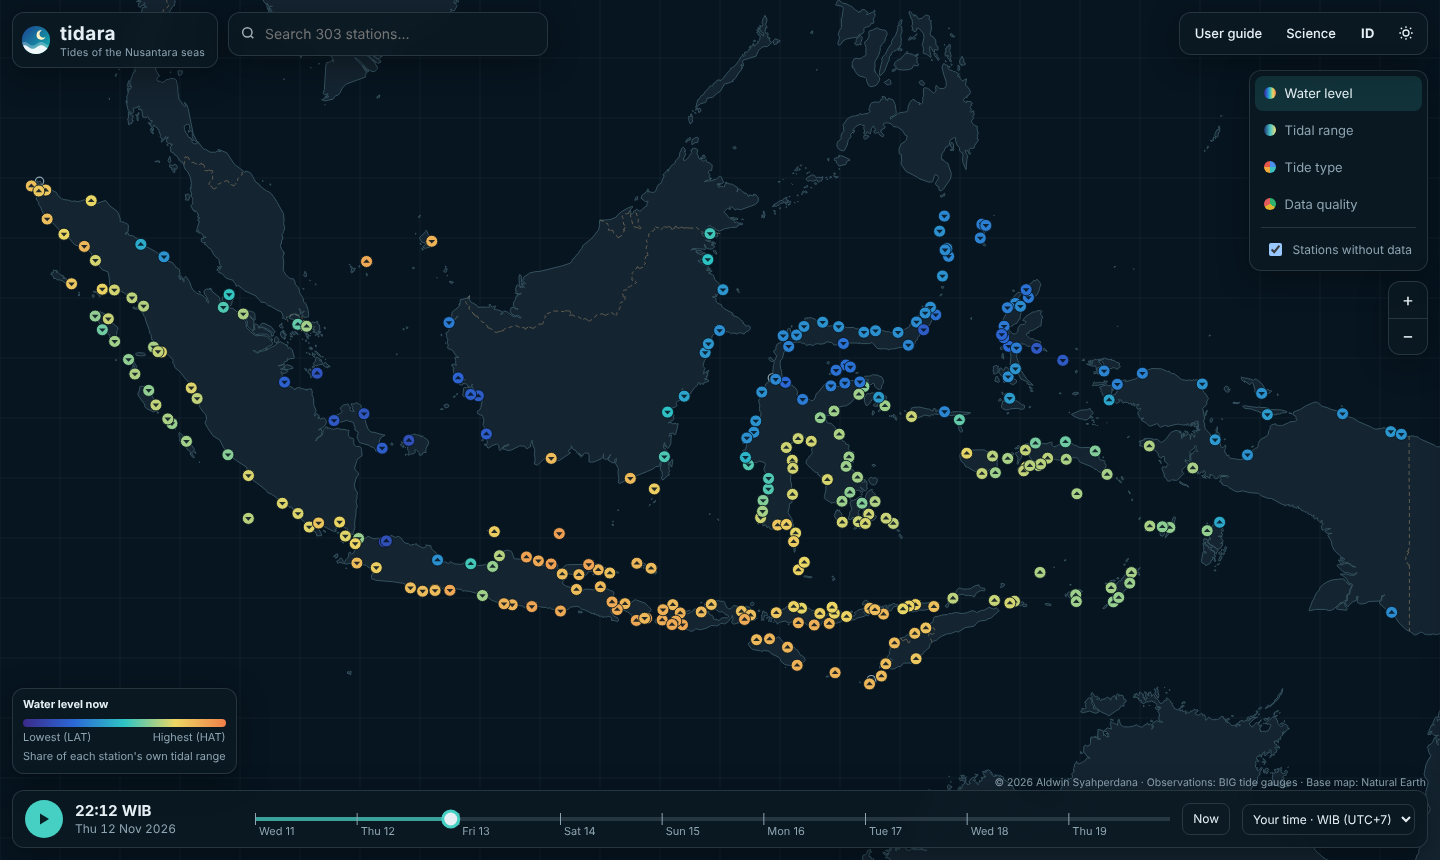 tidara
Tides of the Nusantara seas
Search 303 stations...
User guide
Science
ID
Water level
Tidal range
Tide type
Data quality
Stations without data
+
−
Water level now
Lowest (LAT)
Highest (HAT)
Share of each station's own tidal range
© 2026 Aldwin Syahperdana · Observations: BIG tide gauges · Base map: Natural Earth
22:12 WIB
Thu 12 Nov 2026
Wed 11
Thu 12
Fri 13
Sat 14
Sun 15
Mon 16
Tue 17
Wed 18
Thu 19
Now
Your time · WIB (UTC+7)